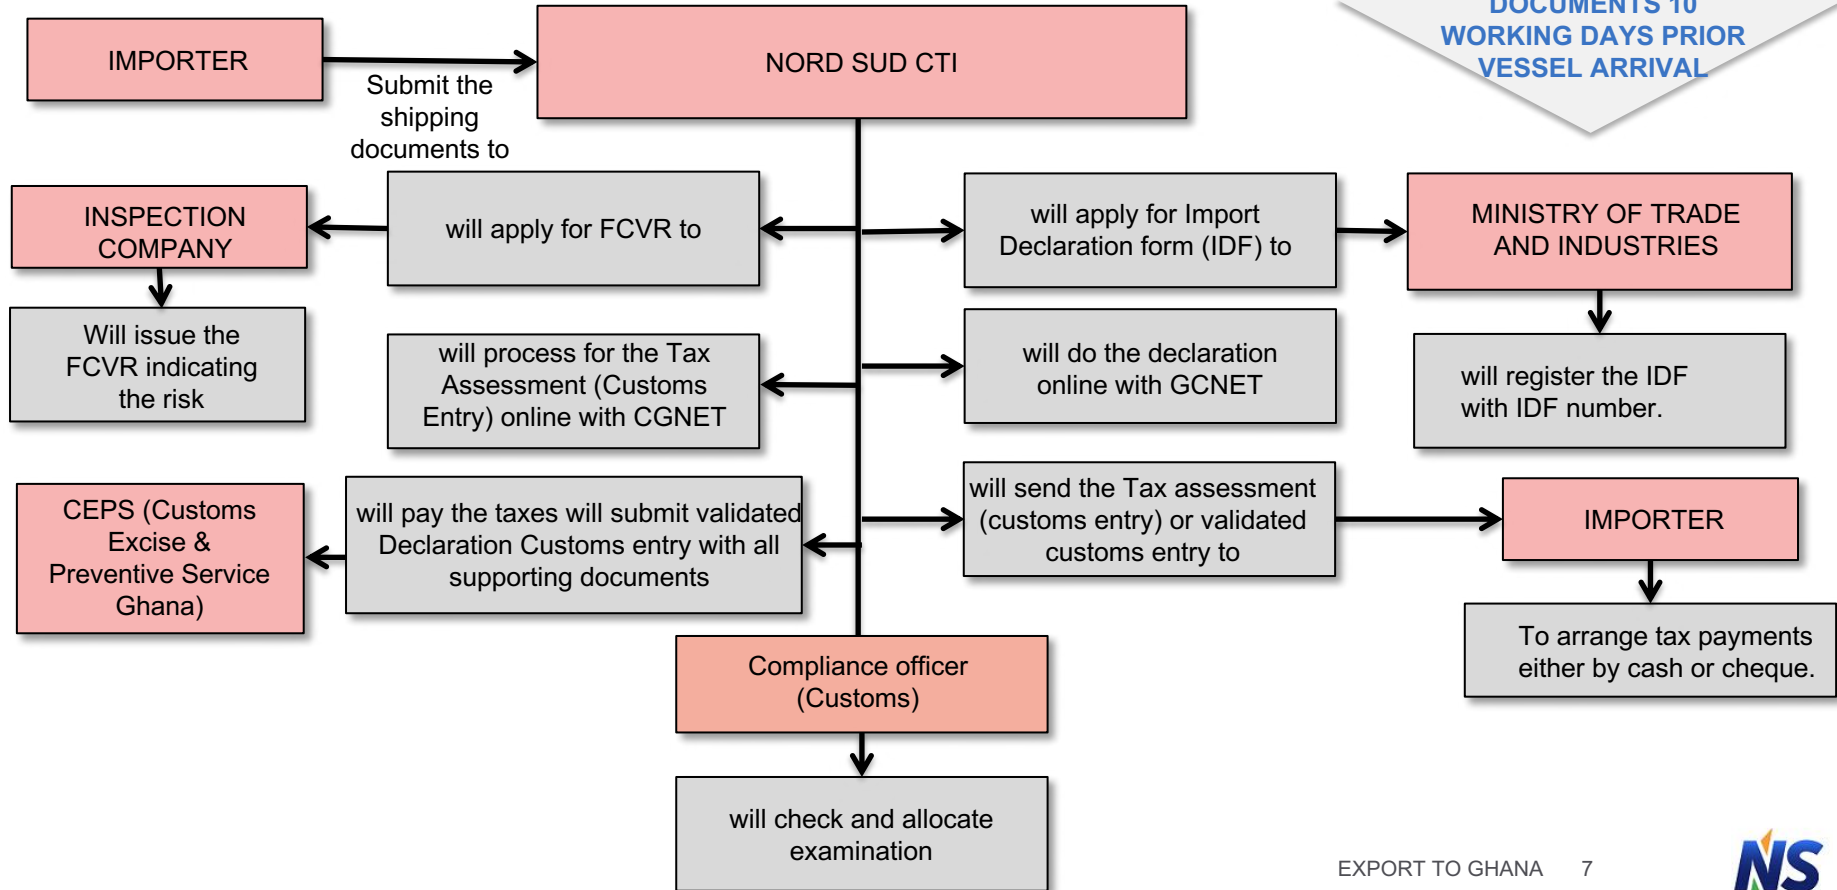 DOCUMENTS 10
WORKING DAYS PRIOR
VESSEL ARRIVAL
IMPORTER
Submit the
shipping
documents to
NORD SUD CTI
INSPECTION
COMPANY
will apply for FCVR to
will apply for Import
Declaration form (IDF) to
MINISTRY OF TRADE
AND INDUSTRIES
Will issue the
FCVR indicating
the risk
will process for the Tax
Assessment (Customs
Entry) online with CGNET
will do the declaration
online with GCNET
will register the IDF
with IDF number.
CEPS (Customs
Excise &
Preventive Service
Ghana)
will pay the taxes will submit validated
Declaration Customs entry with all
supporting documents
will send the Tax assessment
(customs entry) or validated
customs entry to
IMPORTER
To arrange tax payments
either by cash or cheque.
Compliance officer
(Customs)
will check and allocate
examination
EXPORT TO GHANA 7
NS